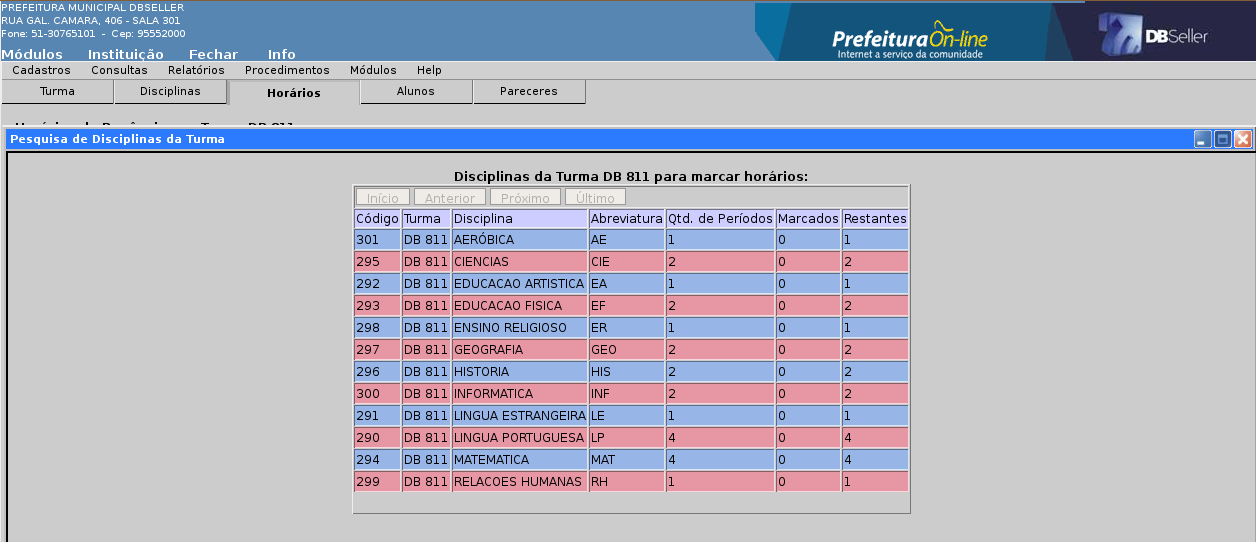 PREFEITURA MUNICIPAL DBSELLER
RUA GAL. CAMARA, 406 - SALA 301
Fone: 51-30765101 - Cep: 95552000
PrefeituraOn-line
Internet a serviço da comunidade
DBSeller
Módulos Instituição Fechar Info
Cadastros Consultas Relatórios Procedimentos Módulos Help
Turma Disciplinas Horários Alunos Pareceres
Pesquisa de Disciplinas da Turma
Disciplinas da Turma DB 811 para marcar horários:
Início Anterior Próximo Último
Código Turma Disciplina Abreviatura Qtd. de Períodos Marcados Restantes
301 DB 811 AERÓBICA AE 1 0 1
295 DB 811 CIENCIAS CIE 2 0 2
292 DB 811 EDUCACAO ARTISTICA EA 1 0 1
293 DB 811 EDUCACAO FISICA EF 2 0 2
298 DB 811 ENSINO RELIGIOSO ER 1 0 1
297 DB 811 GEOGRAFIA GEO 2 0 2
296 DB 811 HISTORIA HIS 2 0 2
300 DB 811 INFORMATICA INF 2 0 2
291 DB 811 LINGUA ESTRANGEIRA LE 1 0 1
290 DB 811 LINGUA PORTUGUESA LP 4 0 4
294 DB 811 MATEMATICA MAT 4 0 4
299 DB 811 RELACOES HUMANAS RH 1 0 1